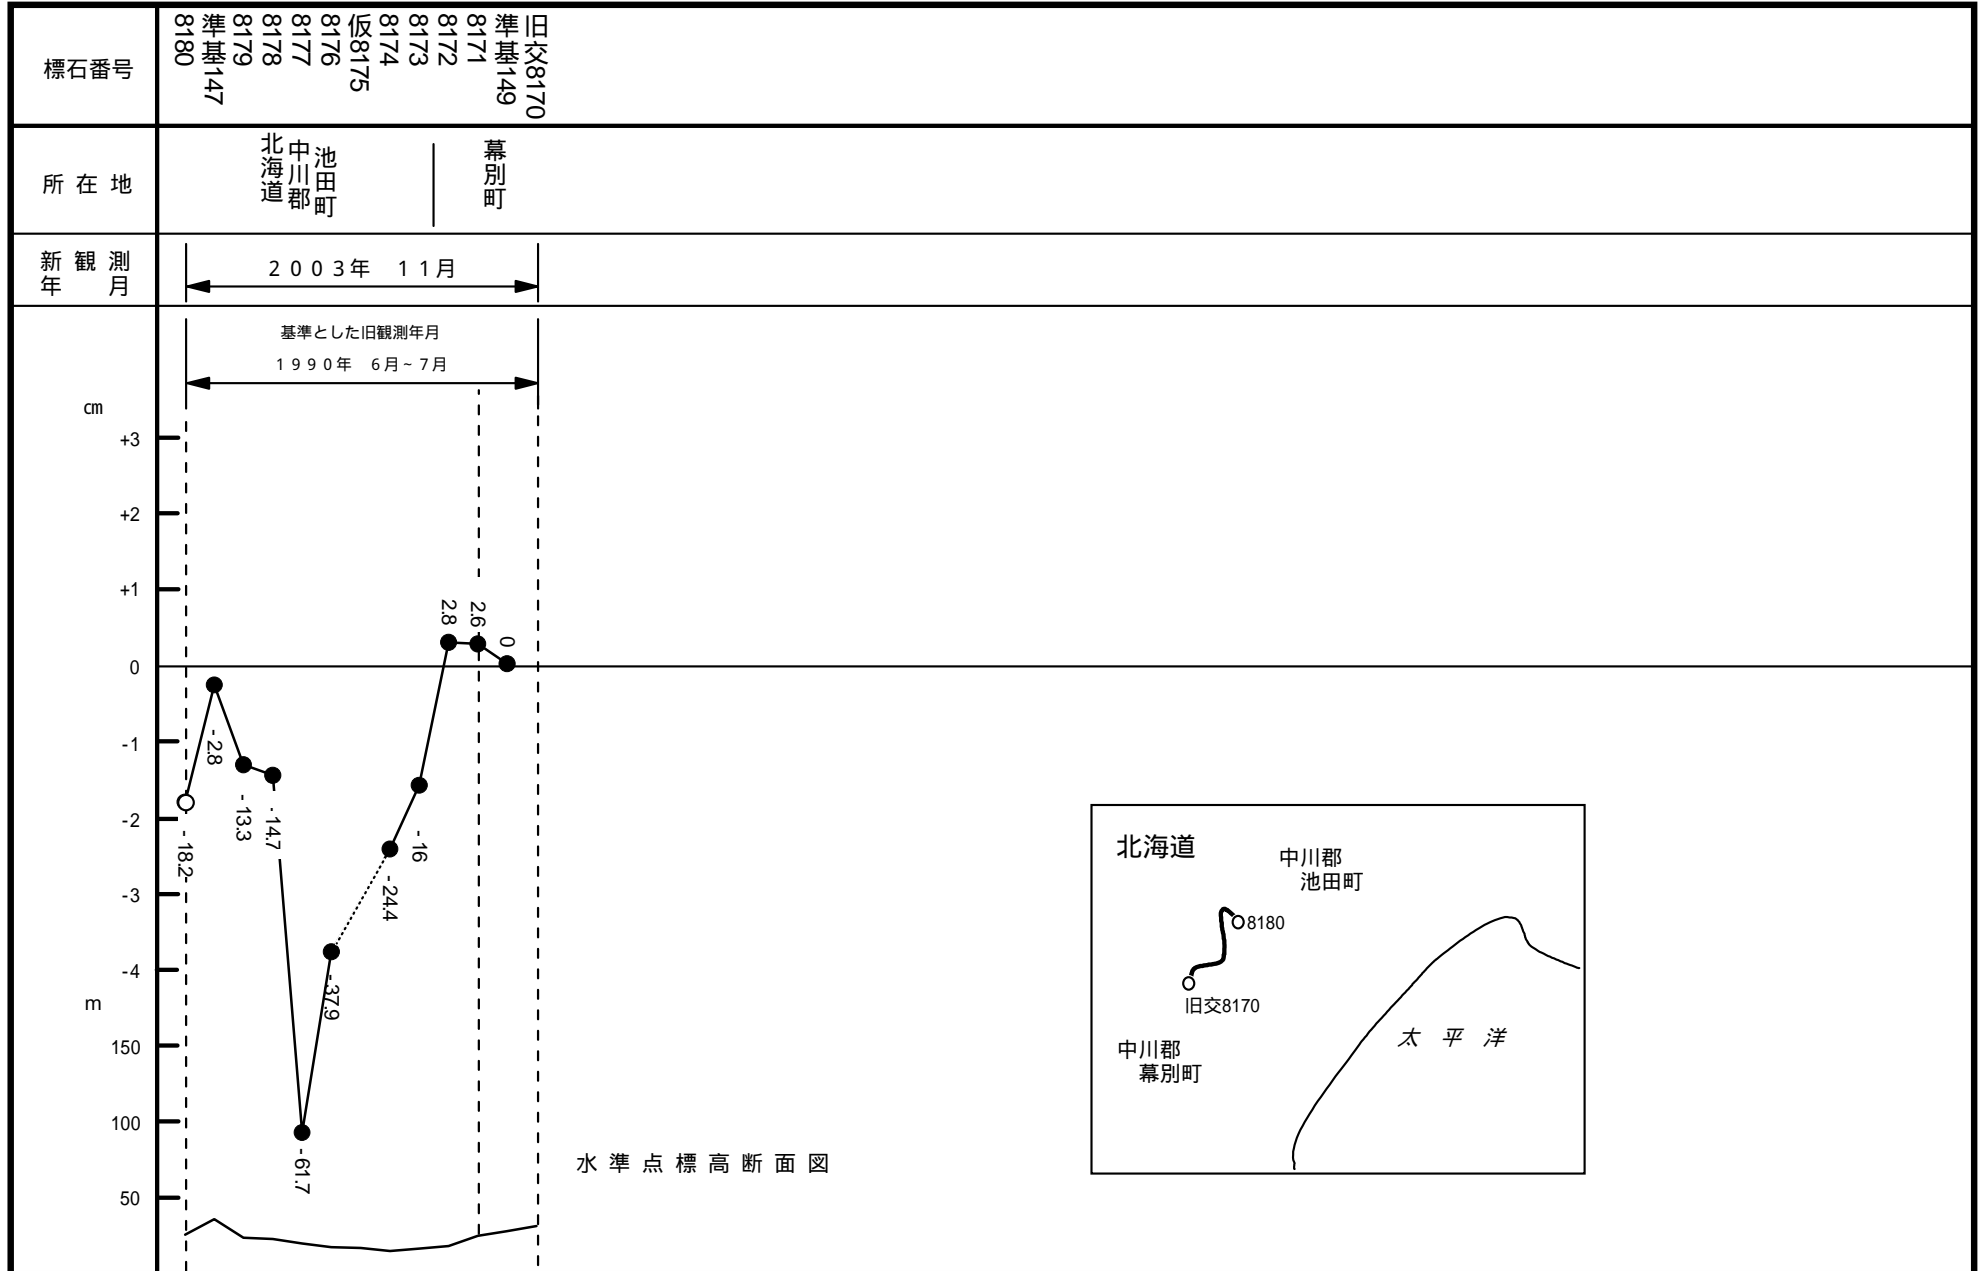 標石番号
8180
準基147
8179
8178
8177
8176
仮8175
8174
8173
8172
8171
準基149
旧交8170
所在地
北海道
中川郡
池田町
幕別町
新観測
年月
2003年 11月
基準とした旧観測年月
1990年 6月~7月
cm
+3
+2
+1
0
-1
-2
-3
-4
m
150
100
50
-18.2
-2.8
-13.3
-14.7
-61.7
-37.9
-24.4
-16
2.8
2.6
0
水準点標高断面図
北海道
中川郡
池田町
8180
旧交8170
中川郡
幕別町
太平洋